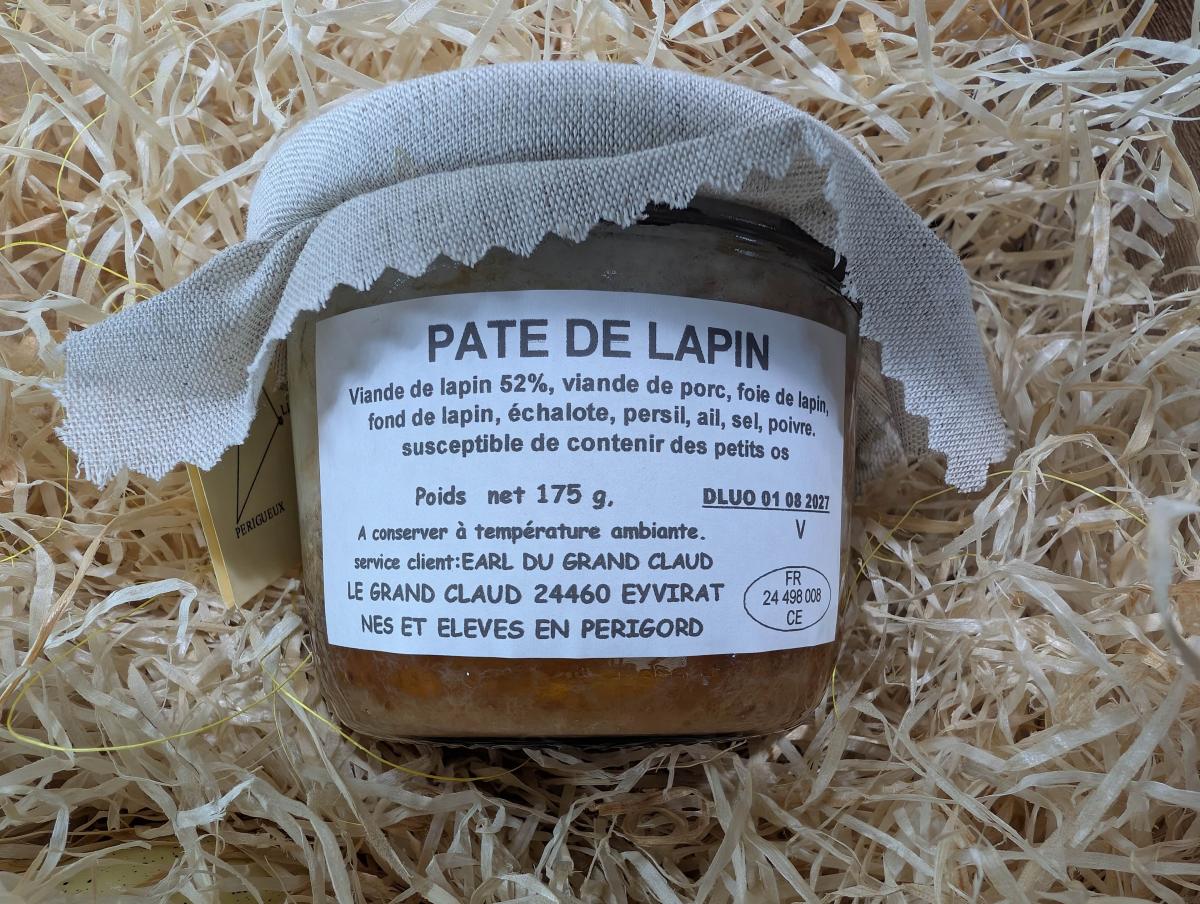 PATE DE LAPIN
Viande de lapin 52%, viande de porc, foie de lapin,
fond de lapin, échalote, persil, ail, sel, poivre.
susceptible de contenir des petits os
Poids net 175 g,
DLUO 01 08 2027
V
A conserver à température ambiante.
service client:EARL DU GRAND CLAUD
LE GRAND CLAUD 24460 EYVIRAT
NES ET ELEVES EN PERIGORD
FR
24 498 008
CE
PERIGUEUX